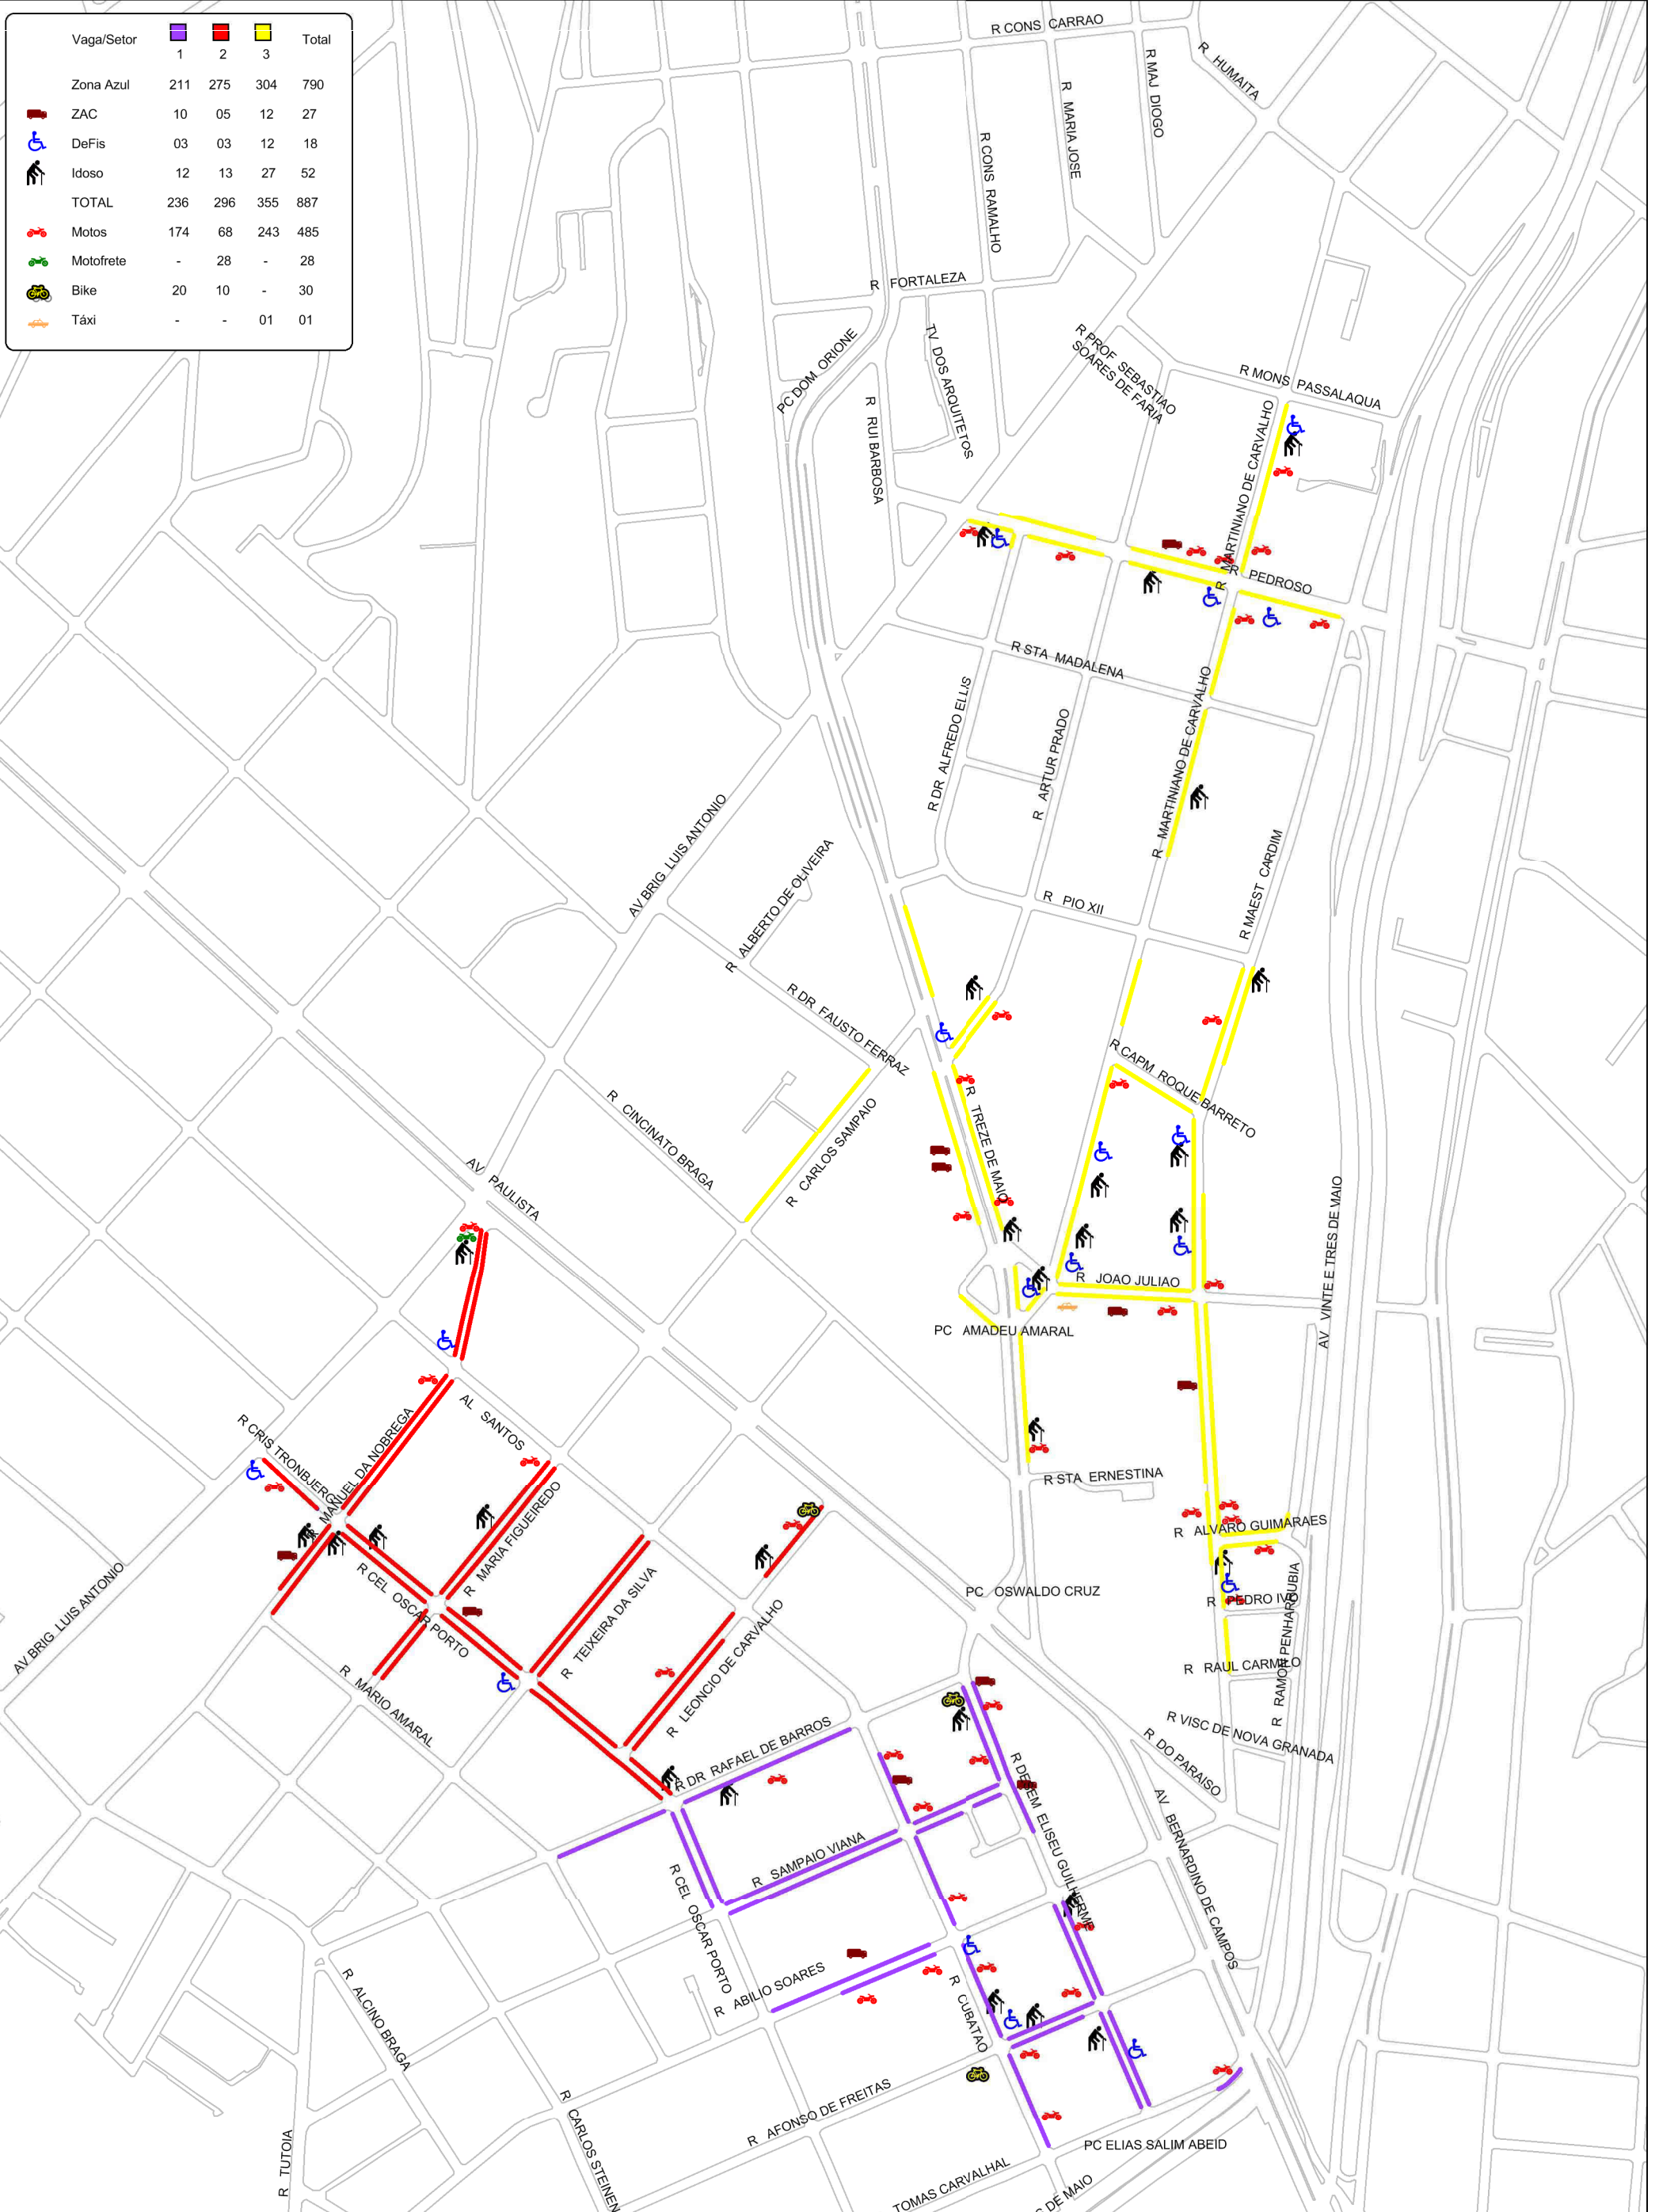 Vaga/Setor 1 2 3 Total
Zona Azul 211 275 304 790
ZAC 10 05 12 27
DeFis 03 03 12 18
Idoso 12 13 27 52
TOTAL 236 296 355 887
Motos 174 68 243 485
Motofrete - 28 - 28
Bike 20 10 - 30
Táxi - - 01 01
R CONS CARRAO
R HUMAITA
R MAJ DIOGO
R MARIA JOSE
R CONS RAMALHO
R FORTALEZA
PC DOM ORIONE
TV DOS ARQUITETOS
R RUI BARBOSA
R PROF SEBASTIAO
SOARES DE FARIA
R MONS PASSALAQUA
R MARTINIANO DE CARVALHO
R PEDROSO
R STA MADALENA
R DR ALFREDO ELLIS
R ARTUR PRADO
R MARTINIANO DE CARVALHO
R MAEST CARDIM
R PIO XII
AV BRIG LUIS ANTONIO
R ALBERTO DE OLIVEIRA
R DR FAUSTO FERRAZ
R CINCINATO BRAGA
R CARLOS SAMPAIO
R TREZE DE MAIO
R CAPM ROQUE BARRETO
AV PAULISTA
AV VINTE E TRES DE MAIO
R JOAO JULIAO
PC AMADEU AMARAL
AL SANTOS
R CRIS TRONBJERG
R MANUEL DA NOBREGA
R MARIA FIGUEIREDO
R STA ERNESTINA
R ALVARO GUIMARAES
R CEL OSCAR PORTO
R TEIXEIRA DA SILVA
R LEONCIO DE CARVALHO
PC OSWALDO CRUZ
R PEDRO IVO
R RAMON PENHARRUBIA
R RAUL CARMILO
AV BRIG LUIS ANTONIO
R MARIO AMARAL
R VISC DE NOVA GRANADA
R DO PARAISO
R DR RAFAEL DE BARROS
R DESEM ELISEU GUILHERME
AV BERNARDINO DE CAMPOS
R SAMPAIO VIANA
R CEL OSCAR PORTO
R ABILIO SOARES
R CUBATAO
R ALCINO BRAGA
R AFONSO DE FREITAS
R CARLOS STEINEN
R TUTOIA
PC ELIAS SALIM ABEID
TOMAS CARVALHAL
DE MAIO